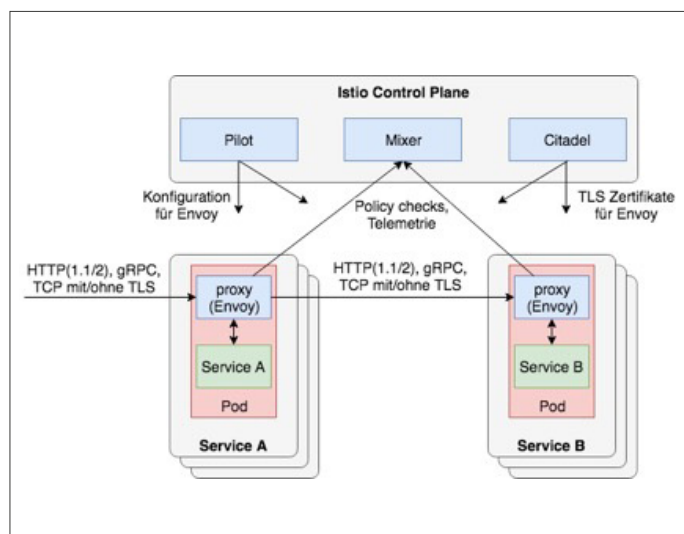 Istio Control Plane
Pilot
Mixer
Citadel
Konfiguration
für Envoy
Policy checks,
Telemetrie
TLS Zertifikate
für Envoy
HTTP(1.1/2), gRPC,
TCP mit/ohne TLS
proxy
(Envoy)
HTTP(1.1/2), gRPC,
TCP mit/ohne TLS
proxy
(Envoy)
Service A
Service B
Pod
Pod
Service A
Service B